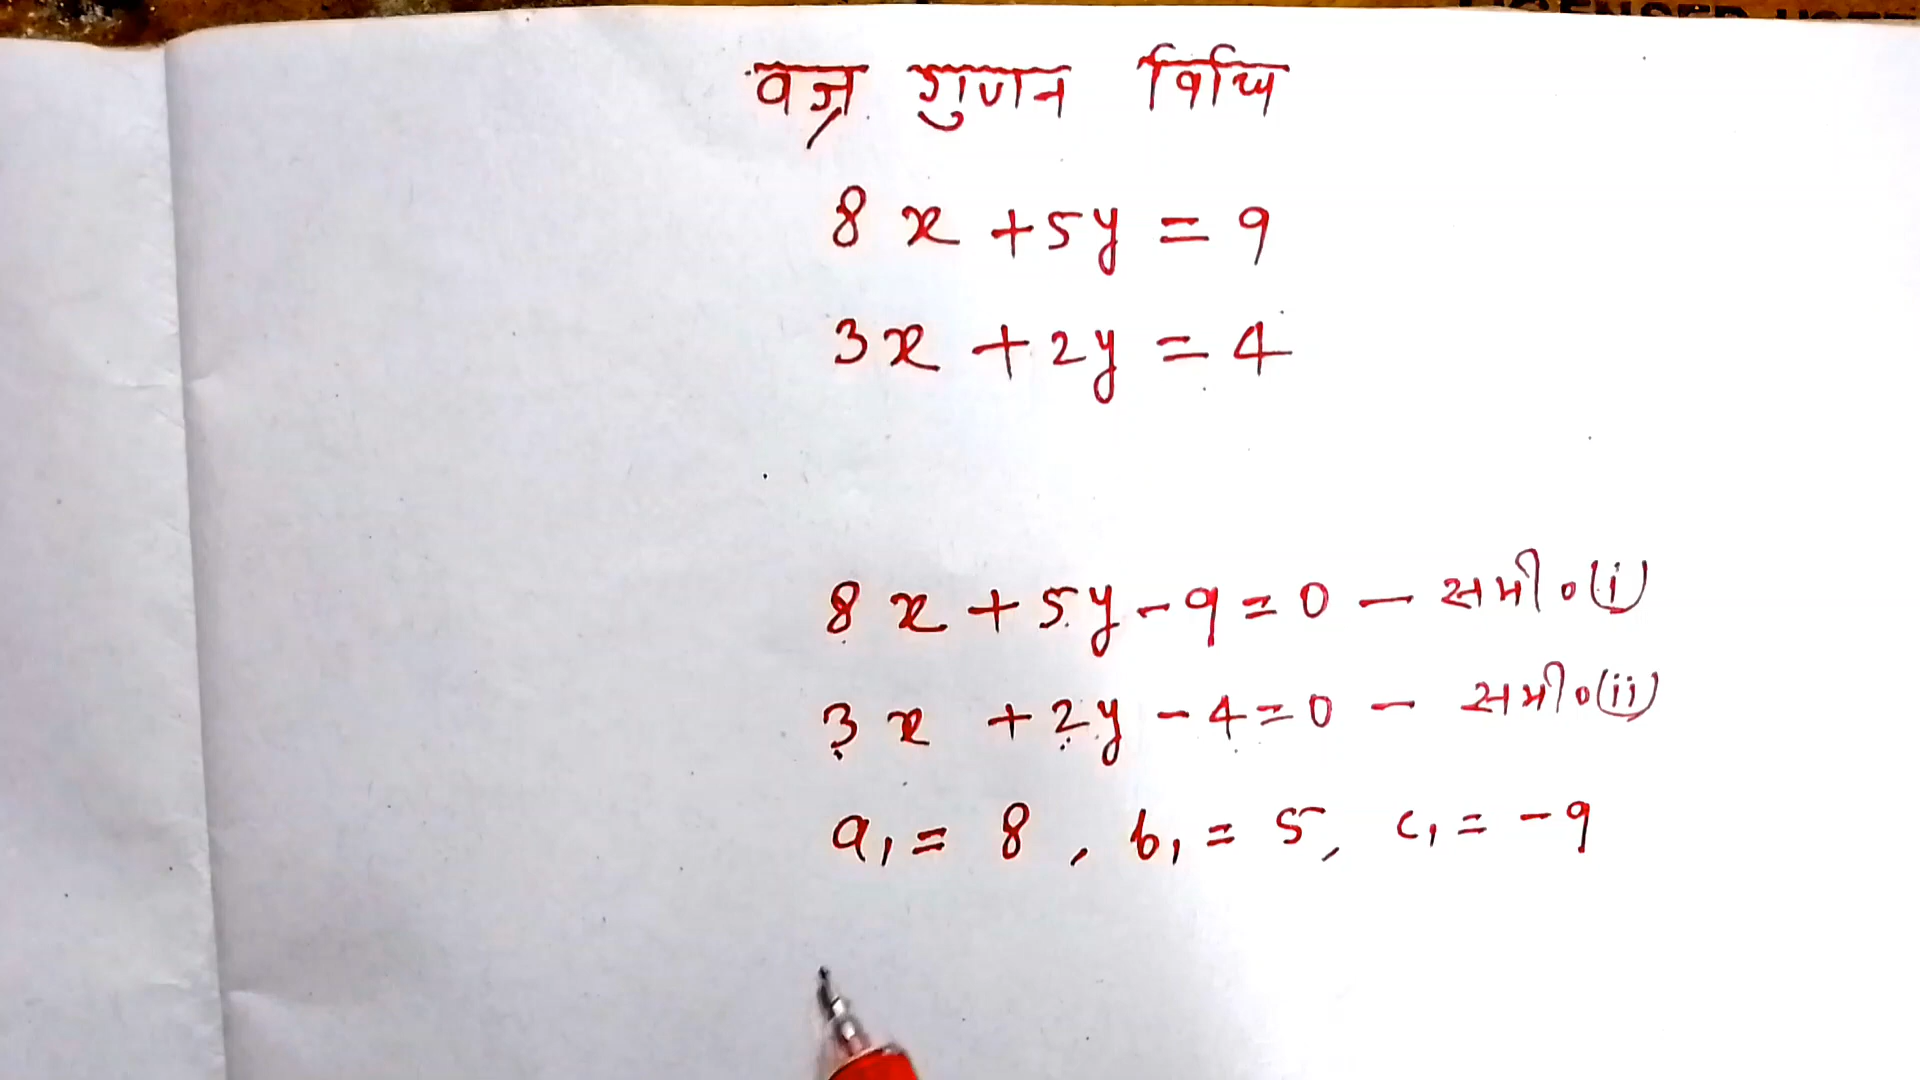 वज्र गुणन विधि
8x + 5y = 9
3x + 2y = 4
8x + 5y - 9 = 0 - समी०(i)
3x + 2y - 4 = 0 - समी०(ii)
a₁ = 8, b₁ = 5, c₁ = -9